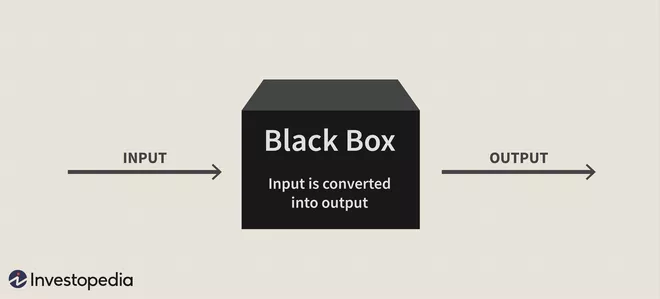 Black Box
INPUT
Input is converted
into output
OUTPUT
Investopedia